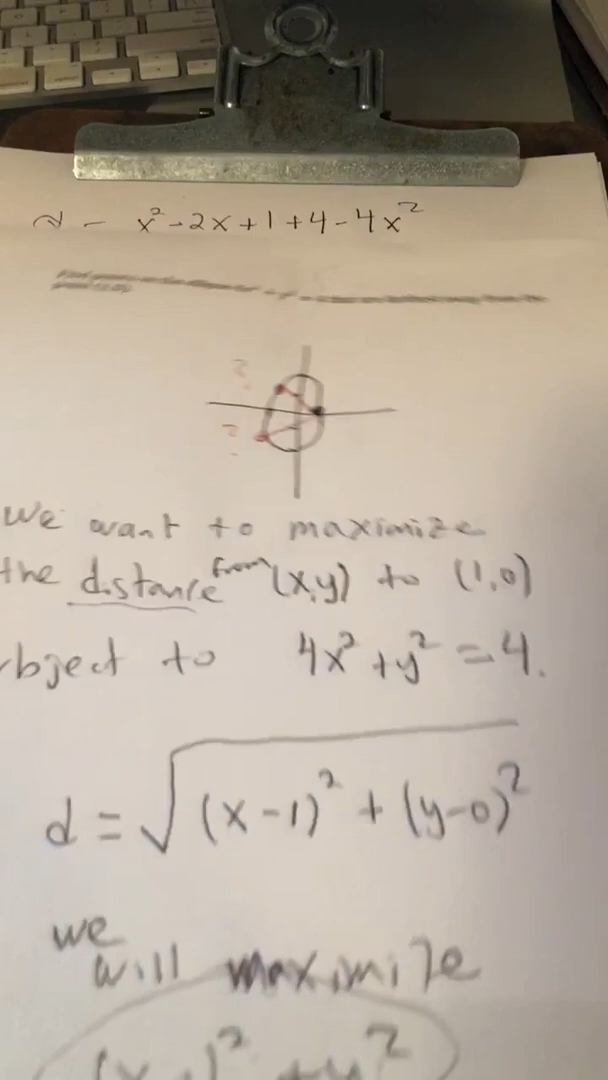 x²-2x+1+4-4x²
?
?
we want to maximize
the distance from (x,y) to (1,0)
bject to 4x²+y²=4.
d = √(x-1)²+(y-0)²
we
will maximize